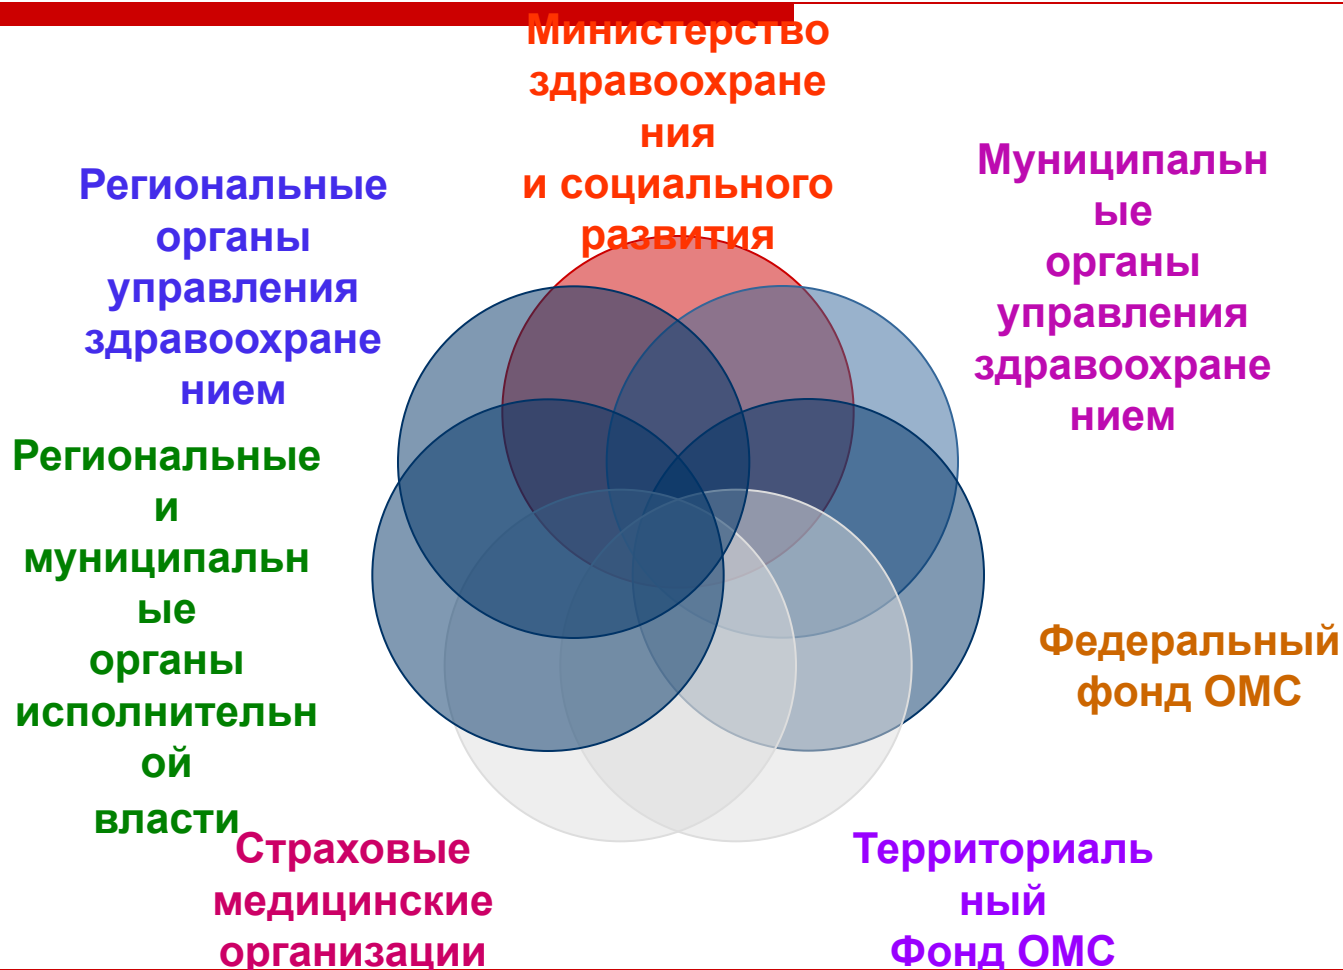 Министерство
здравоохране
ния
и социального
развития
Региональные
органы
управления
здравоохране
нием
Муниципальн
ые
органы
управления
здравоохране
нием
Региональные
и
муниципальн
ые
органы
исполнительн
ой
власти
Федеральный
фонд ОМС
Страховые
медицинские
организации
Территориаль
ный
Фонд ОМС